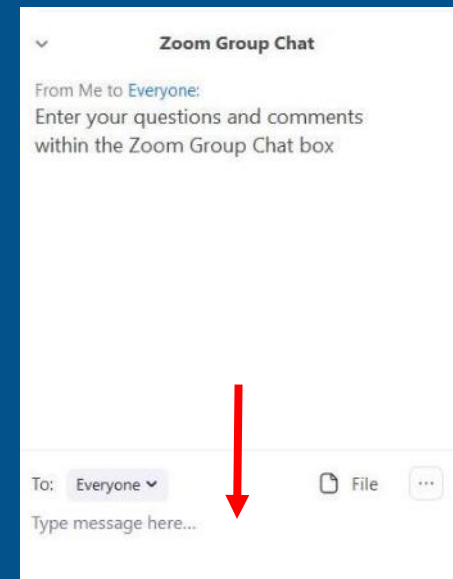 Zoom Group Chat
From Me to Everyone:
Enter your questions and comments
within the Zoom Group Chat box
To: Everyone File ...
Type message here...